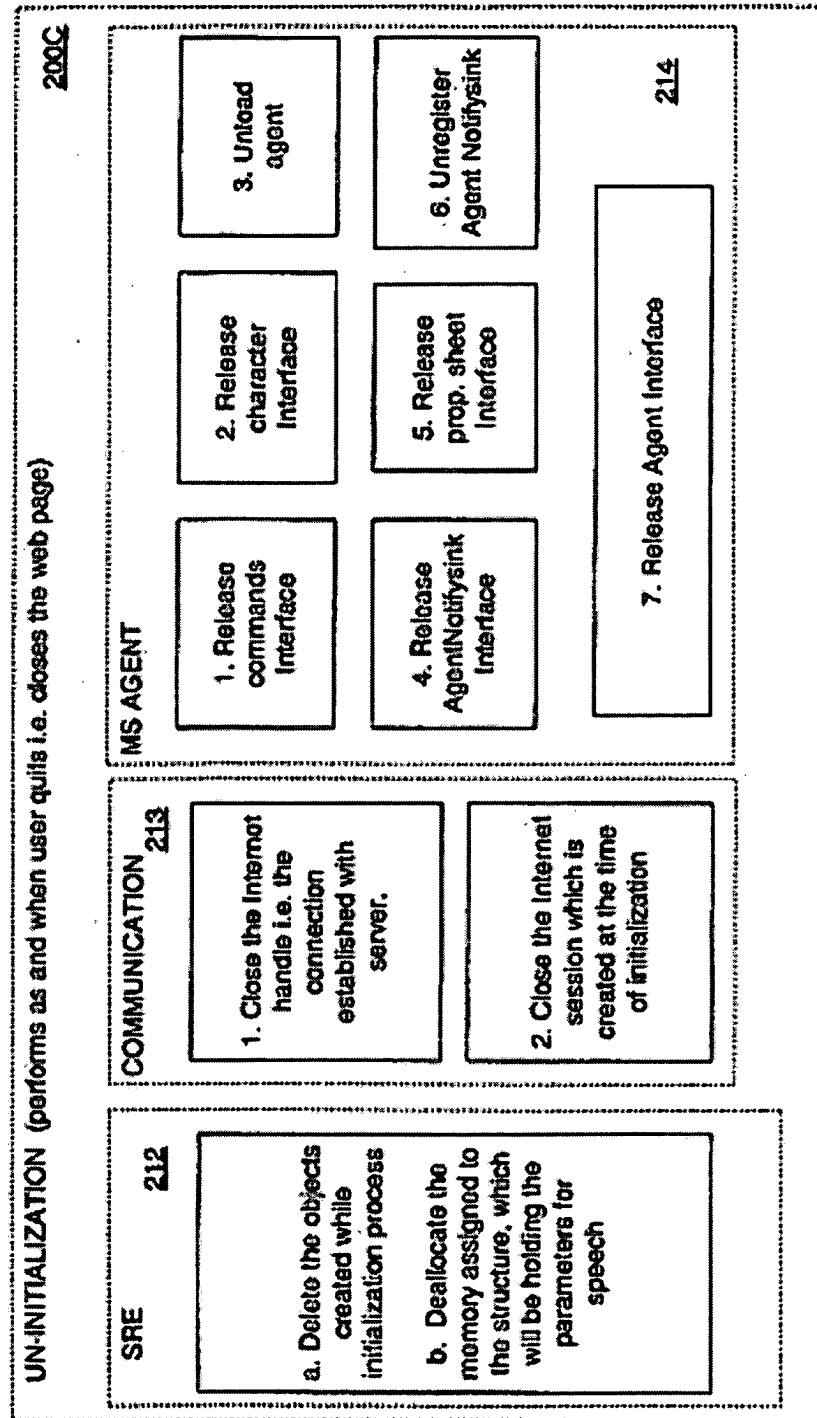 UN-INITIALIZATION (performs as and when user quits i.e. closes the web page)
200C
SRE
212
a. Delete the objects
created while
initialization process
b. Deallocate the
memory assigned to
the structure, which
will be holding the
parameters for
speech
COMMUNICATION
213
1. Close the Internet
handle i.e. the
connection
established with
server.
2. Close the Internet
session which is
created at the time
of initialization
MS AGENT
1. Release
commands
Interface
2. Release
character
Interface
3. Unload
agent
4. Release
AgentNotifysink
Interface
5. Release
prop. sheet
Interface
6. Unregister
Agent Notifysink
7. Release Agent Interface
214